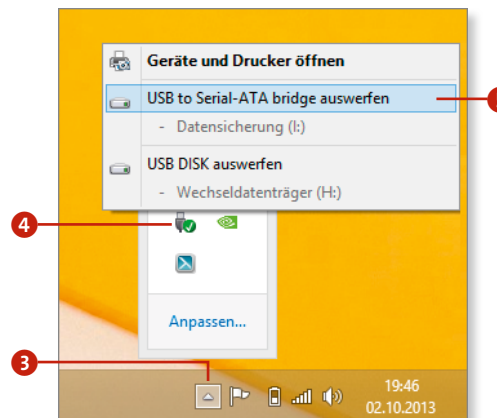 Geräte und Drucker öffnen
USB to Serial-ATA bridge auswerfen
- Datensicherung (I:)
USB DISK auswerfen
- Wechseldatenträger (H:)
4
Anpassen...
3
19:46
02.10.2013